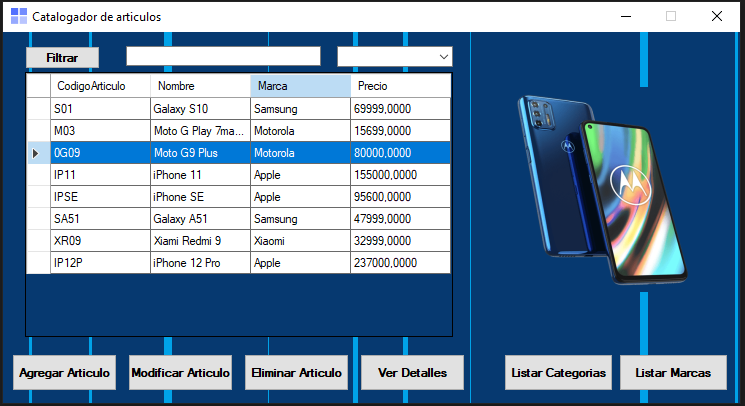 Catalogador de articulos
Filtrar
CodigoArticulo Nombre Marca Precio
S01 Galaxy S10 Samsung 69999,0000
M03 Moto G Play 7ma... Motorola 15699,0000
0G09 Moto G9 Plus Motorola 80000,0000
IP11 iPhone 11 Apple 155000,0000
IPSE iPhone SE Apple 95600,0000
SA51 Galaxy A51 Samsung 47999,0000
XR09 Xiami Redmi 9 Xiaomi 32999,0000
IP12P iPhone 12 Pro Apple 237000,0000
Agregar Articulo Modificar Articulo Eliminar Articulo Ver Detalles Listar Categorias Listar Marcas